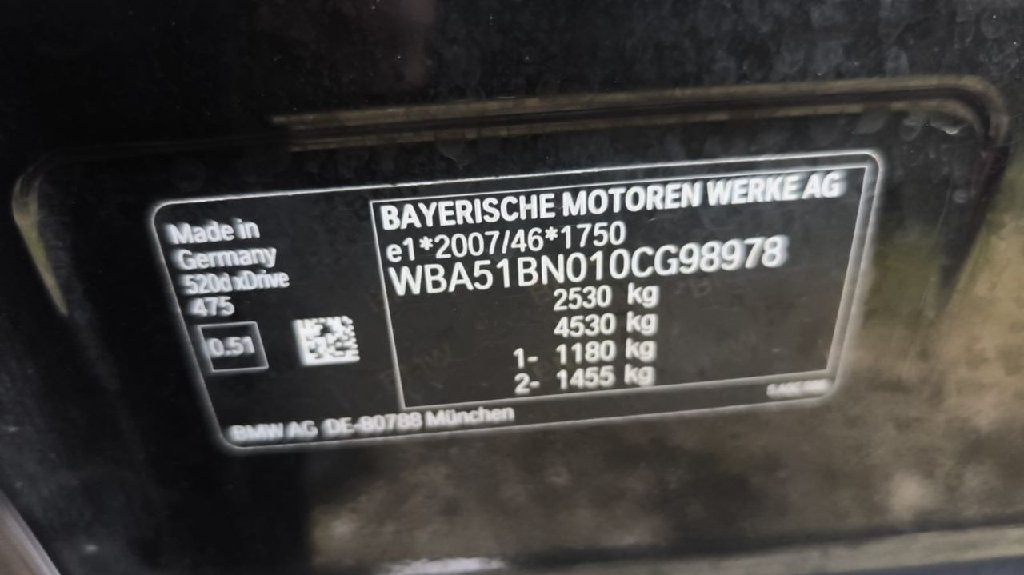 Made in
Germany
520d xDrive
475
0.51
BAYERISCHE MOTOREN WERKE AG
e1*2007/46*1750
WBA51BN010CG98978
2530 kg
4530 kg
1- 1180 kg
2- 1455 kg
BMW AG DE-80788 München